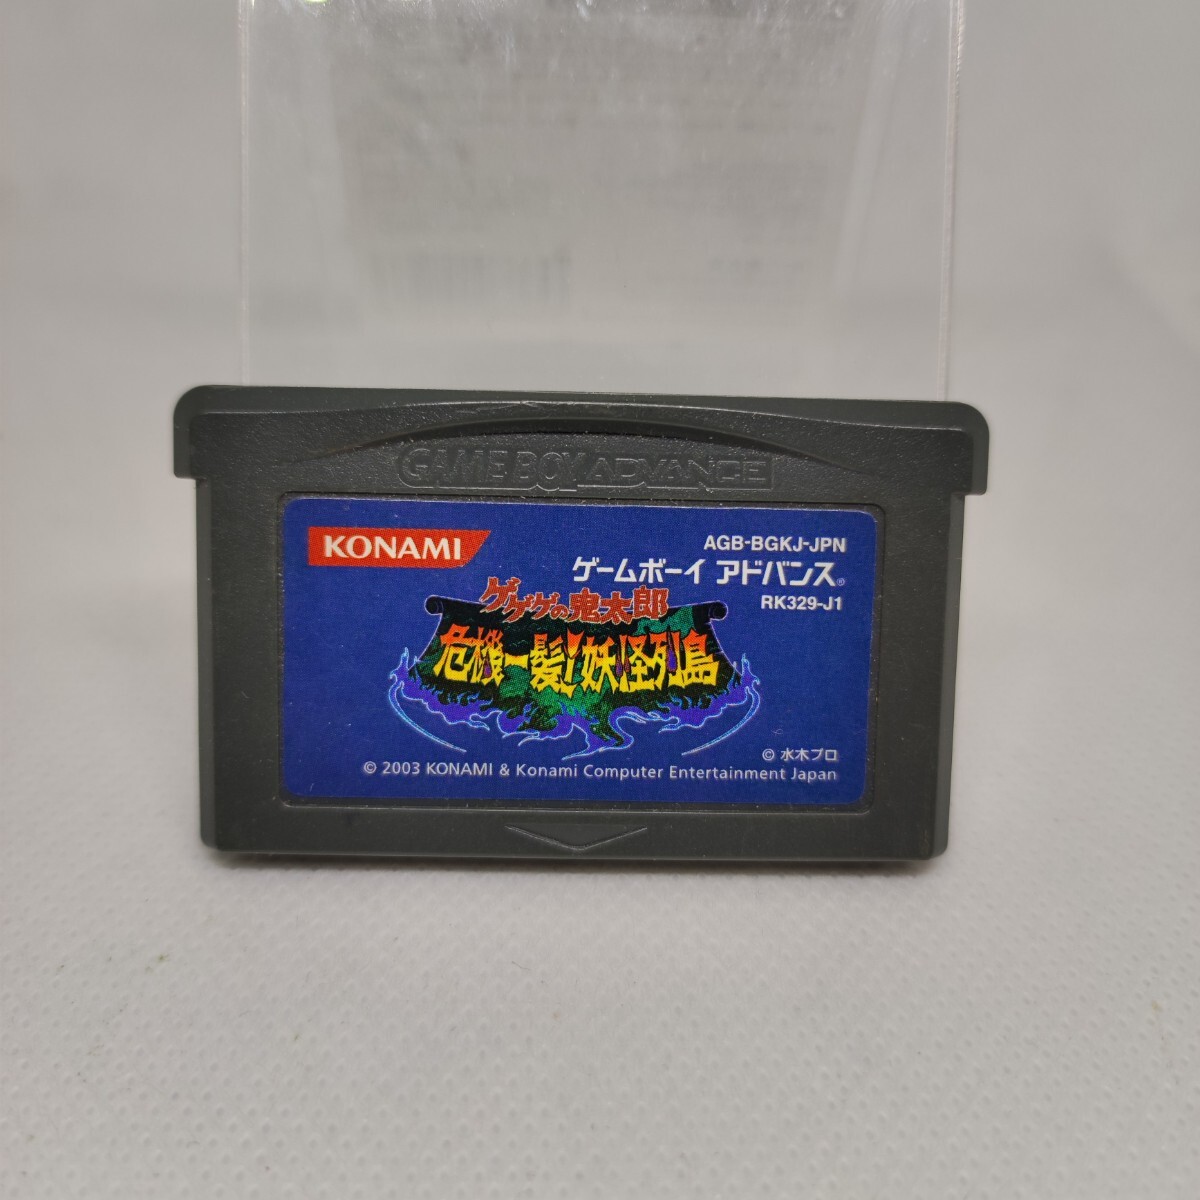 GAME BOY ADVANCE
KONAMI
AGB-BGKJ-JPN
ゲームボーイ アドバンス®
RK329-J1
ゲゲゲの鬼太郎
危機一髪!妖怪列島
© 水木プロ
© 2003 KONAMI & Konami Computer Entertainment Japan